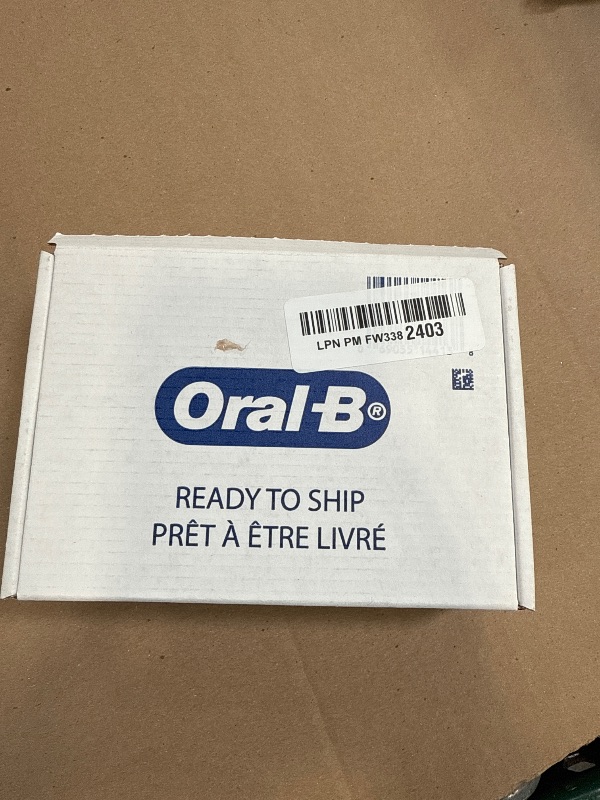 LPN PM FW338 2403
Oral-B®
READY TO SHIP
PRÊT À ÊTRE LIVRÉ